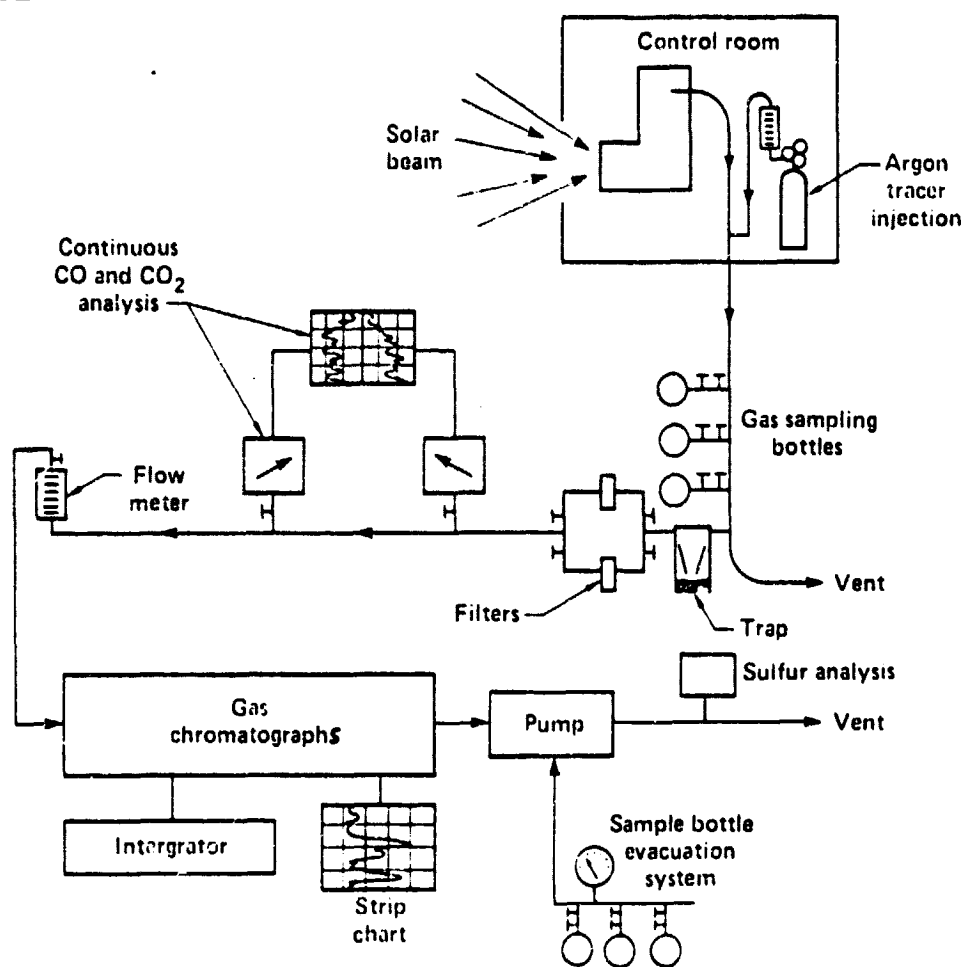 Control room
Solar
beam
Argon
tracer
injection
Continuous
CO and CO2
analysis
Gas sampling
bottles
Flow
meter
Filters
Trap
Vent
Sulfur analysis
Gas
chromatographs
Pump
Vent
Intergrator
Strip
chart
Sample bottle
evacuation
system